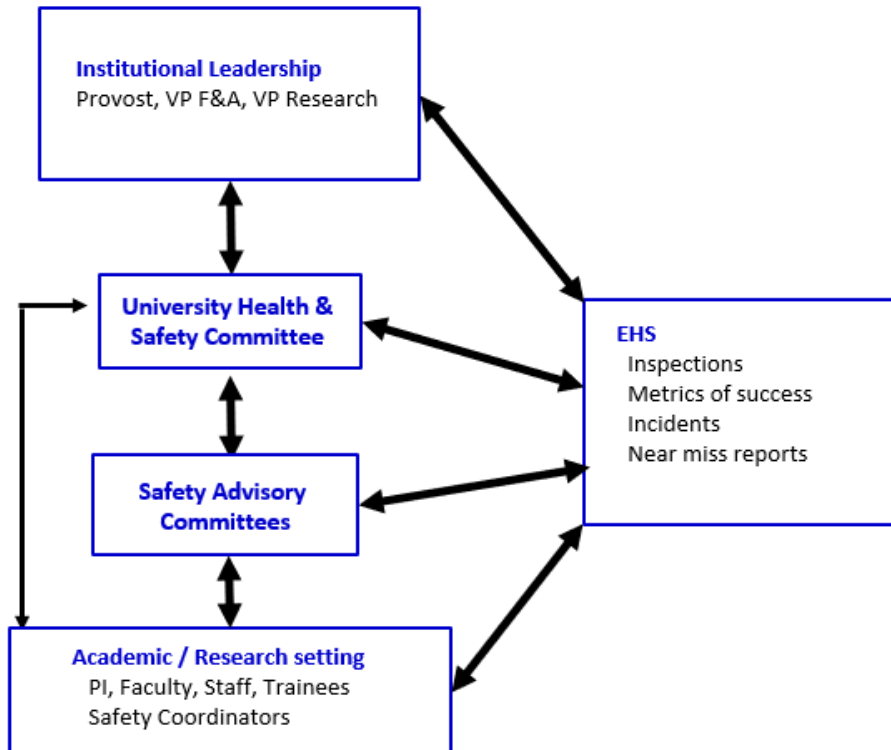 Institutional Leadership
Provost, VP F&A, VP Research
University Health &
Safety Committee
EHS
Inspections
Metrics of success
Incidents
Near miss reports
Safety Advisory
Committees
Academic / Research setting
PI, Faculty, Staff, Trainees
Safety Coordinators